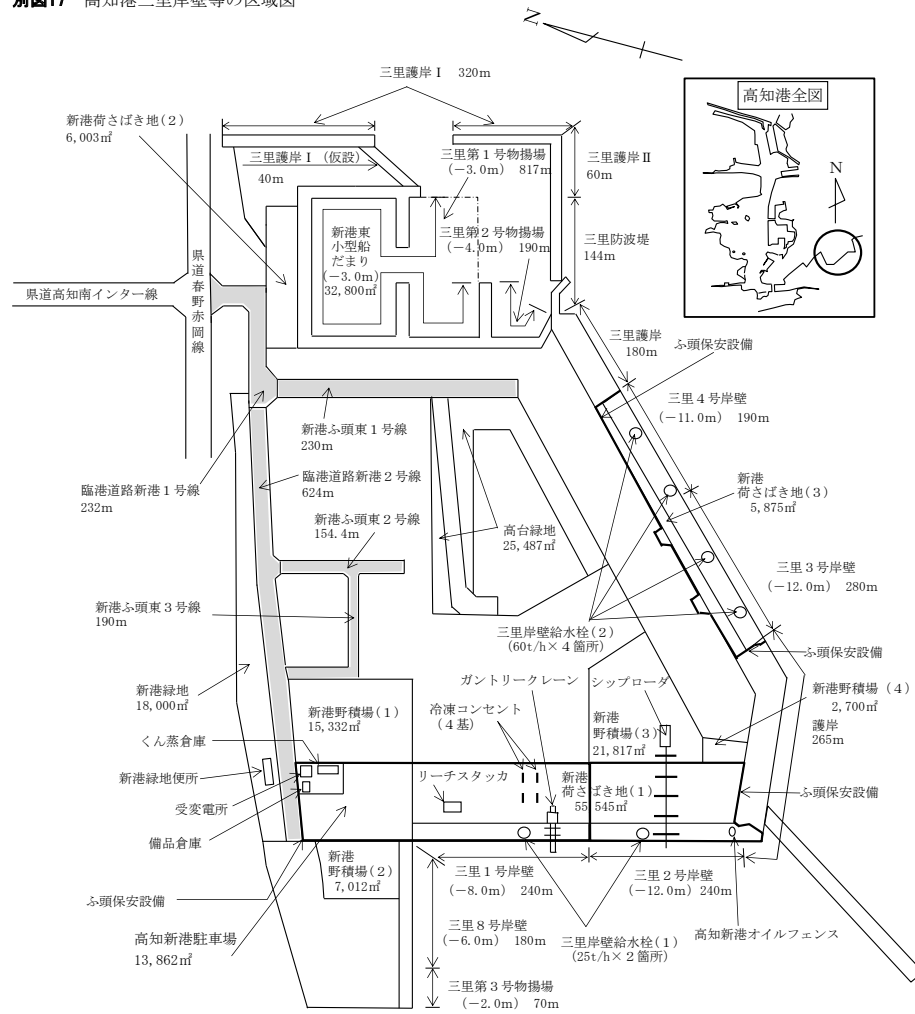 別図17 高知港三里岸壁等の区域図
N
三里護岸Ⅰ 320m
高知港全図
N
新港荷さばき地(2)
6,003㎡
三里護岸Ⅰ(仮設)
40m
三里第1号物揚場
(-3.0m) 817m
三里護岸Ⅱ
60m
新港東
小型船
だまり
(-3.0m)
32,800㎡
三里第2号物揚場
(-4.0m) 190m
三里防波堤
144m
県道春野赤岡線
県道高知南インター線
三里護岸
180m
ふ頭保安設備
三里4号岸壁
(-11.0m) 190m
新港ふ頭東1号線
230m
臨港道路新港1号線
232m
臨港道路新港2号線
624m
新港
荷さばき地(3)
5,875㎡
新港ふ頭東2号線
154.4m
高台緑地
25,487㎡
三里3号岸壁
(-12.0m) 280m
新港ふ頭東3号線
190m
三里岸壁給水栓(2)
(60t/h×4箇所)
ふ頭保安設備
ガントリークレーン
シップローダ
新港緑地
18,000㎡
新港野積場(1)
15,332㎡
冷凍コンセント
(4基)
新港
野積場(3)
21,817㎡
新港野積場(4)
2,700㎡
護岸
265m
くん蒸倉庫
新港緑地便所
リーチスタッカ
新港
荷さばき地(1)
55,545㎡
ふ頭保安設備
受変電所
備品倉庫
新港
野積場(2)
7,012㎡
三里1号岸壁
(-8.0m) 240m
三里2号岸壁
(-12.0m) 240m
ふ頭保安設備
三里8号岸壁
(-6.0m) 180m
三里岸壁給水栓(1)
(25t/h×2箇所)
高知新港オイルフェンス
高知新港駐車場
13,862㎡
三里第3号物揚場
(-2.0m) 70m